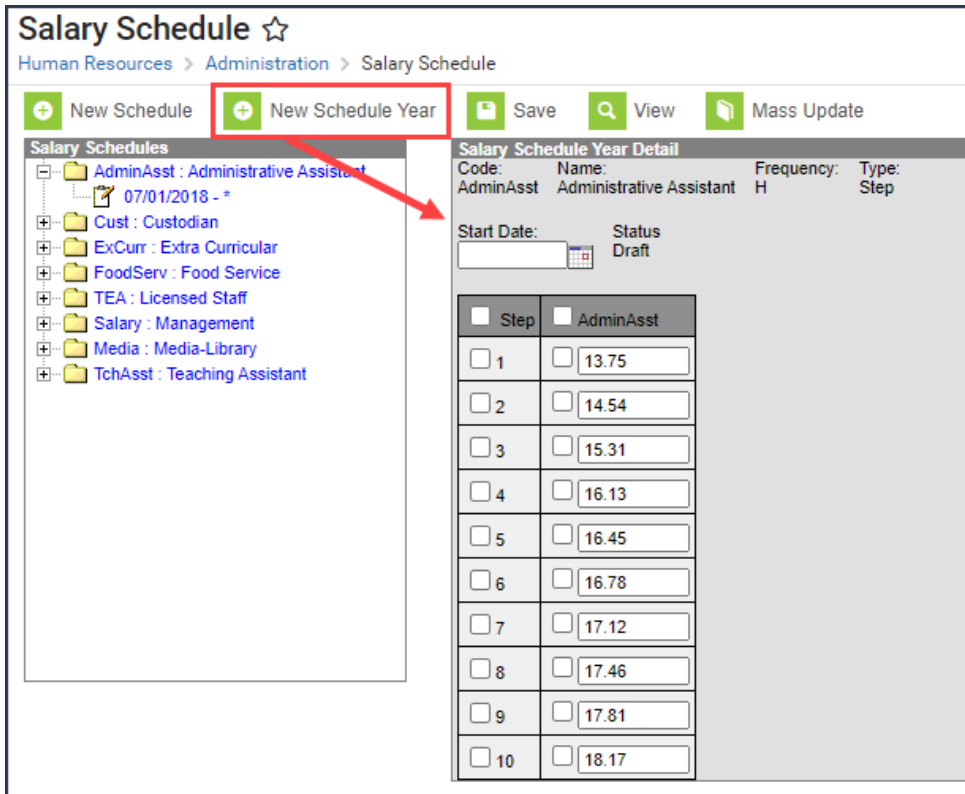 Salary Schedule
Human Resources > Administration > Salary Schedule
New Schedule New Schedule Year Save View Mass Update
Salary Schedules
AdminAsst : Administrative Assistant
07/01/2018 - *
Cust : Custodian
ExCurr : Extra Curricular
FoodServ : Food Service
TEA : Licensed Staff
Salary : Management
Media : Media-Library
TchAsst : Teaching Assistant
Salary Schedule Year Detail
Code: Name: Frequency: Type:
AdminAsst Administrative Assistant H Step
Start Date: Status
Draft
Step AdminAsst
1 13.75
2 14.54
3 15.31
4 16.13
5 16.45
6 16.78
7 17.12
8 17.46
9 17.81
10 18.17